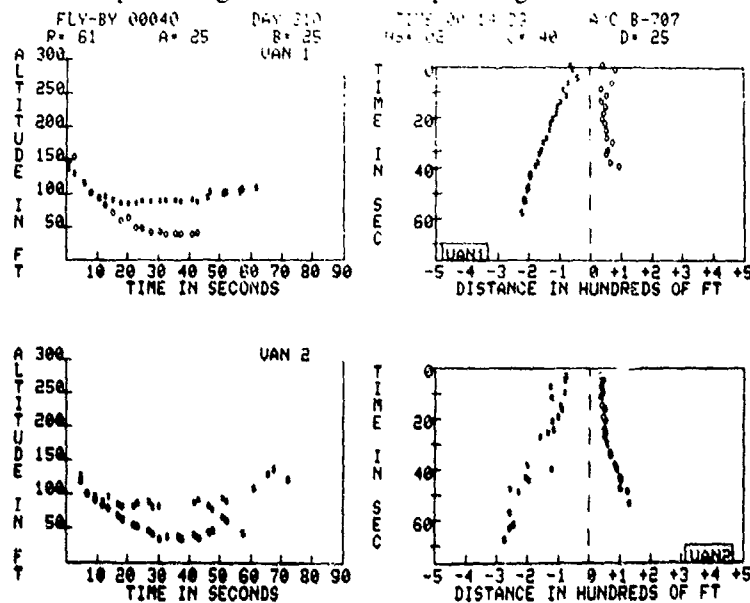 FLY-BY 00040 DAY 310 A/C B-707
R= 61 A= 25 B= 25 C= 40 D= 25
VAN 1
ALTITUDE IN FT
300
250
200
150
100
50
10 20 30 40 50 60 70 80 90
TIME IN SECONDS
TIME IN SEC
0
20
40
60
VAN1
-5 -4 -3 -2 -1 0 +1 +2 +3 +4 +5
DISTANCE IN HUNDREDS OF FT
VAN 2
ALTITUDE IN FT
300
250
200
150
100
50
10 20 30 40 50 60 70 80 90
TIME IN SECONDS
TIME IN SEC
0
20
40
60
VAN2
-5 -4 -3 -2 -1 0 +1 +2 +3 +4 +5
DISTANCE IN HUNDREDS OF FT